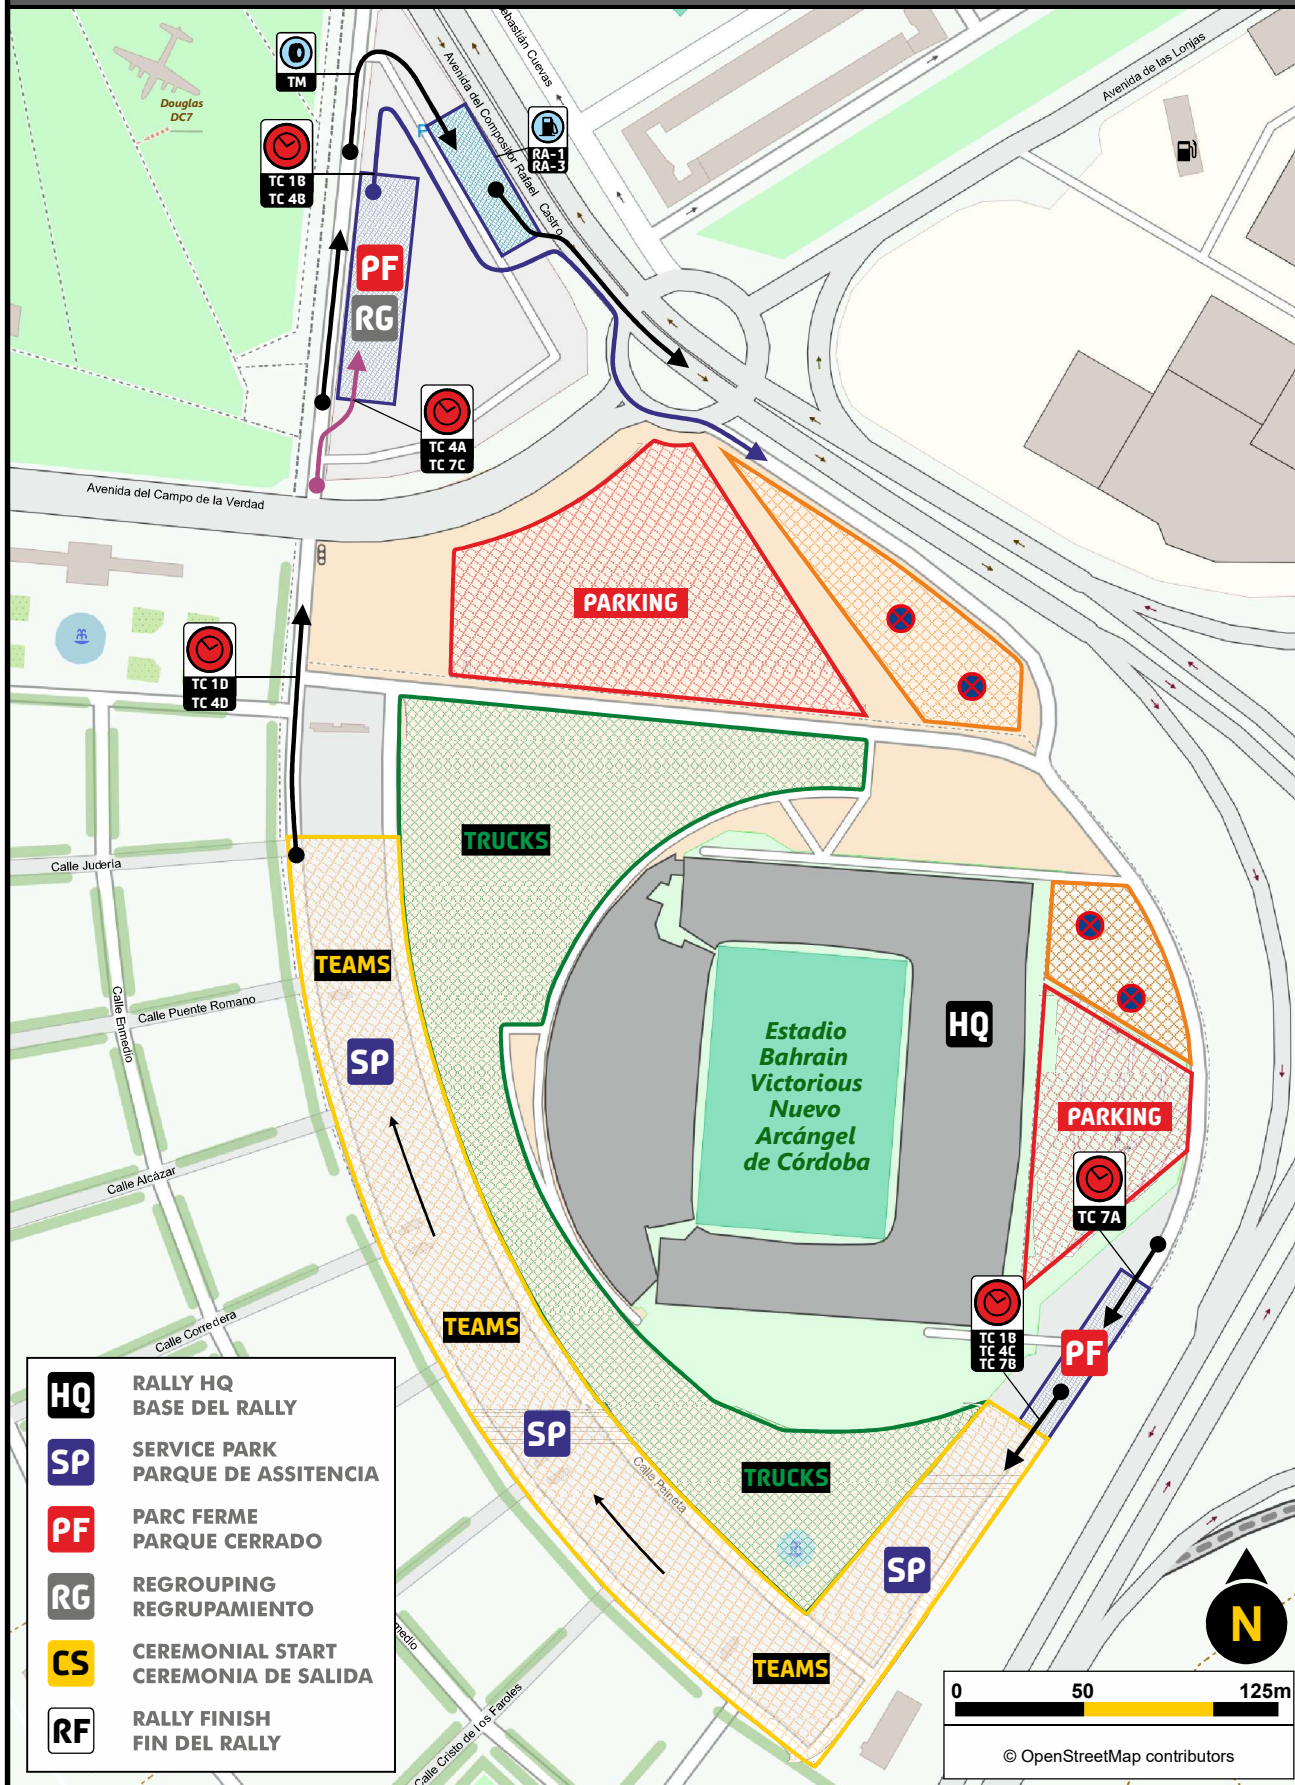 TM
Douglas
DC7
TC 1B
TC 4B
RA-1
RA-3
Avenida del Compositor Rafael Castro
ebastián Cuevas
Avenida de las Lonjas
P
PF
RG
TC 4A
TC 7C
Avenida del Campo de la Verdad
PARKING
TC 1D
TC 4D
TRUCKS
Calle Judería
TEAMS
Calle Puente Romano
Calle Enmedio
SP
HQ
Estadio
Bahrain
Victorious
Nuevo
Arcángel
de Córdoba
PARKING
Calle Alcázar
TC 7A
Calle Corredera
TEAMS
TC 1B
TC 4C
TC 7B
PF
SP
Calle Peineta
TRUCKS
SP
TEAMS
medio
Calle Cristo de los Faroles
HQ
RALLY HQ
BASE DEL RALLY
SP
SERVICE PARK
PARQUE DE ASSITENCIA
PF
PARC FERME
PARQUE CERRADO
RG
REGROUPING
REGRUPAMIENTO
CS
CEREMONIAL START
CEREMONIA DE SALIDA
RF
RALLY FINISH
FIN DEL RALLY
N
0 50 125m
© OpenStreetMap contributors